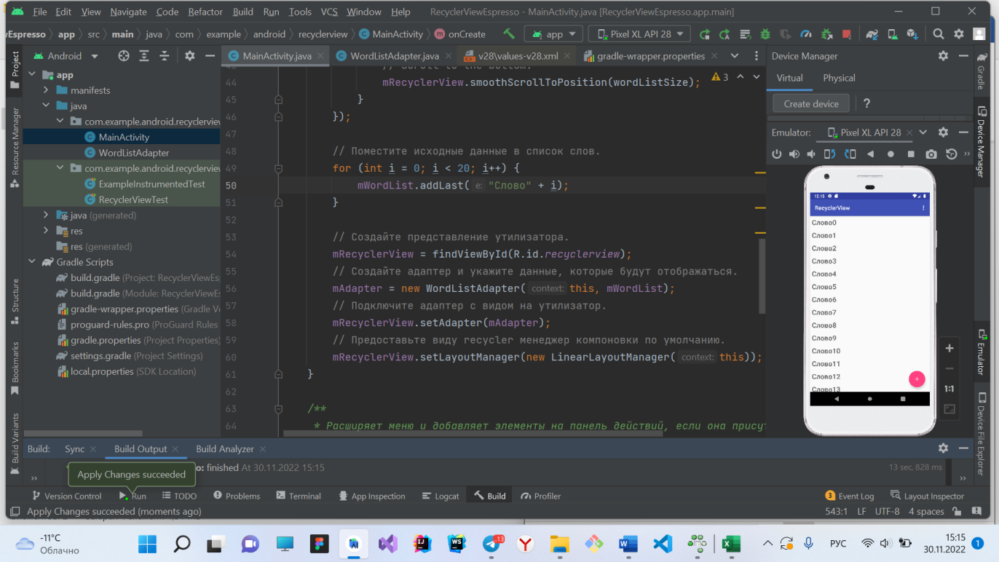 File Edit View Navigate Code Refactor Build Run Tools VCS Window Help RecyclerViewEspresso - MainActivity.java [RecyclerViewEspresso.app.main]
wEspresso app src main java com example android recyclerview MainActivity onCreate app Pixel XL API 28
Project
Resource Manager
Structure
Bookmarks
Build Variants
Android
app
manifests
java
com.example.android.recyclerview
MainActivity
WordListAdapter
com.example.android.recyclerview
ExampleInstrumentedTest
RecyclerViewTest
java (generated)
res
res (generated)
Gradle Scripts
build.gradle (Project: RecyclerViewEs
build.gradle (Module: RecyclerViewE
gradle-wrapper.properties (Gradle Ve
proguard-rules.pro (ProGuard Rules
gradle.properties (Project Properties)
settings.gradle (Project Settings)
local.properties (SDK Location)
MainActivity.java WordListAdapter.java v28\values-v28.xml gradle-wrapper.properties
3
43 // Scroll to the bottom.
44 mRecyclerView.smoothScrollToPosition(wordListSize);
45 }
46 });
47
48 // Поместите исходные данные в список слов.
49 for (int i = 0; i < 20; i++) {
50 mWordList.addLast( e: "Слово" + i);
51 }
52
53 // Создайте представление утилизатора.
54 mRecyclerView = findViewById(R.id.recyclerview);
55 // Создайте адаптер и укажите данные, которые будут отображаться.
56 mAdapter = new WordListAdapter( context: this, mWordList);
57 // Подключите адаптер с видом на утилизатор.
58 mRecyclerView.setAdapter(mAdapter);
59 // Предоставьте виду recycler менеджер компоновки по умолчанию.
60 mRecyclerView.setLayoutManager(new LinearLayoutManager( context: this));
61 }
62
63 /**
64 * Расширяет меню и добавляет элементы на панель действий, если она присут
Device Manager
Virtual Physical
Create device ?
Emulator: Pixel XL API 28
12:15
RecyclerView
Слово0
Слово1
Слово2
Слово3
Слово4
Слово5
Слово6
Слово7
Слово8
Слово9
Слово10
Слово11
Слово12
Слово13
1:1
Gradle
Device Manager
Emulator
Device File Explorer
Build: Sync Build Output Build Analyzer
o: finished At 30.11.2022 15:15 13 sec, 828 ms
Apply Changes succeeded
Version Control Run TODO Problems Terminal App Inspection Logcat Build Profiler 3 Event Log Layout Inspector
Apply Changes succeeded (moments ago) 543:1 LF UTF-8 4 spaces
-11°C
Облачно
13
РУС
15:15
30.11.2022
1